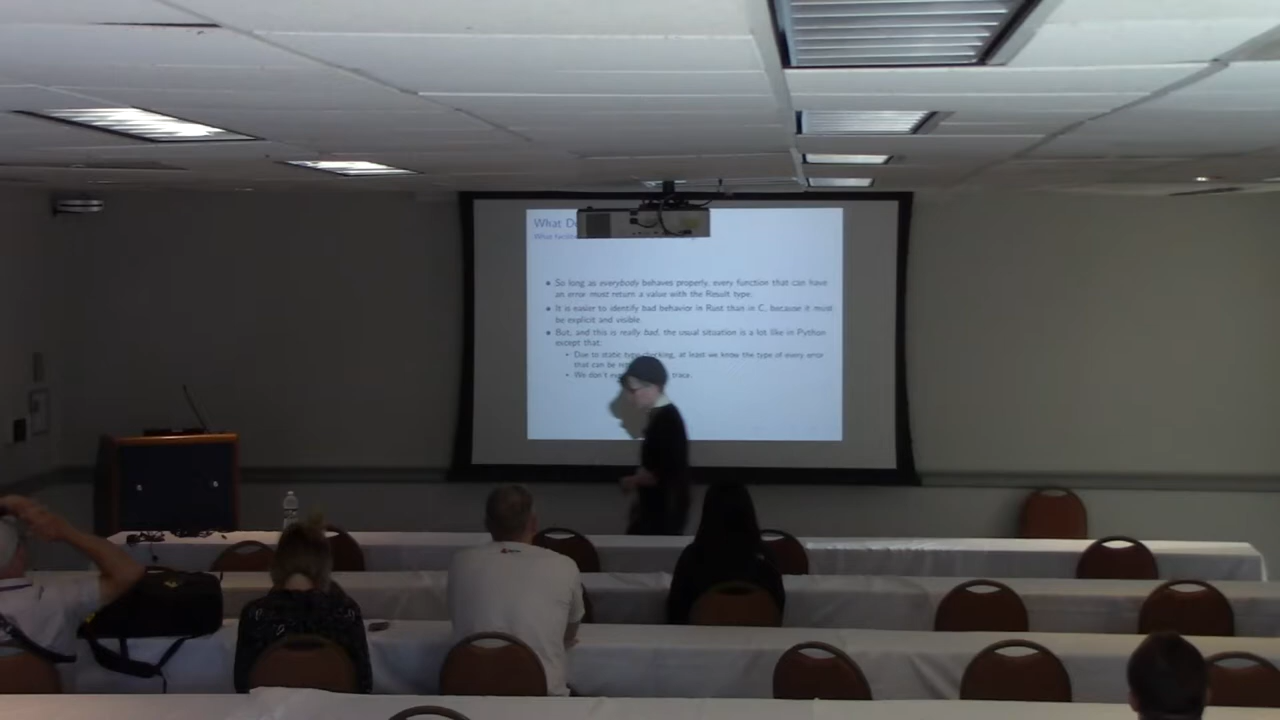 What
What
• So long as everybody behaves properly, every function that can have
an error must return a value with the Result type.
• It is easier to identify bad behavior in Rust than in C, because it must
be explicit and visible.
• But, and this is really bad, the usual situation is a lot like in Python
except that:
• Due to static type checking, at least we know the type of every error
that can be
• We don't trace.